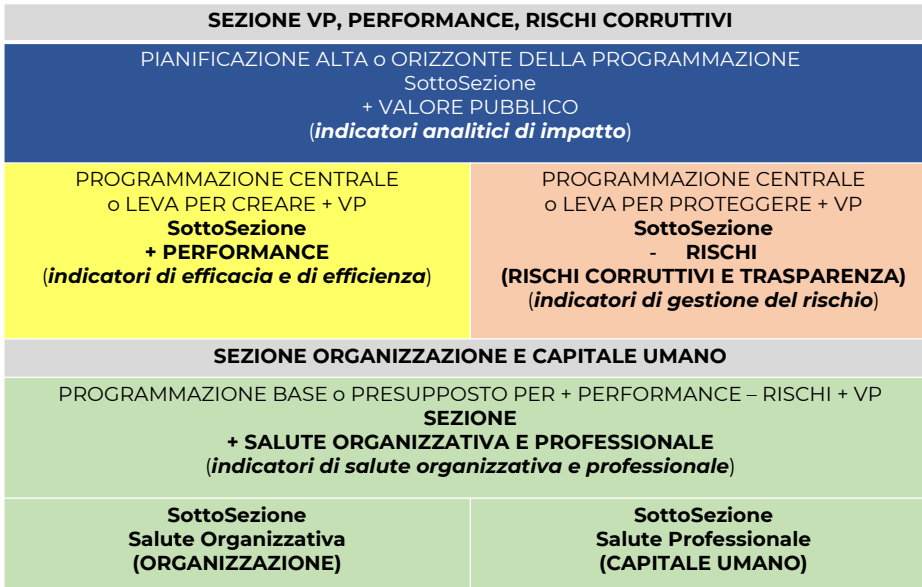 SEZIONE VP, PERFORMANCE, RISCHI CORRUTTIVI
PIANIFICAZIONE ALTA o ORIZZONTE DELLA PROGRAMMAZIONE
SottoSezione
+ VALORE PUBBLICO
(indicatori analitici di impatto)
PROGRAMMAZIONE CENTRALE
o LEVA PER CREARE + VP
SottoSezione
+ PERFORMANCE
(indicatori di efficacia e di efficienza)
PROGRAMMAZIONE CENTRALE
o LEVA PER PROTEGGERE + VP
SottoSezione
- RISCHI
(RISCHI CORRUTTIVI E TRASPARENZA)
(indicatori di gestione del rischio)
SEZIONE ORGANIZZAZIONE E CAPITALE UMANO
PROGRAMMAZIONE BASE o PRESUPPOSTO PER + PERFORMANCE – RISCHI + VP
SEZIONE
+ SALUTE ORGANIZZATIVA E PROFESSIONALE
(indicatori di salute organizzativa e professionale)
SottoSezione
Salute Organizzativa
(ORGANIZZAZIONE)
SottoSezione
Salute Professionale
(CAPITALE UMANO)